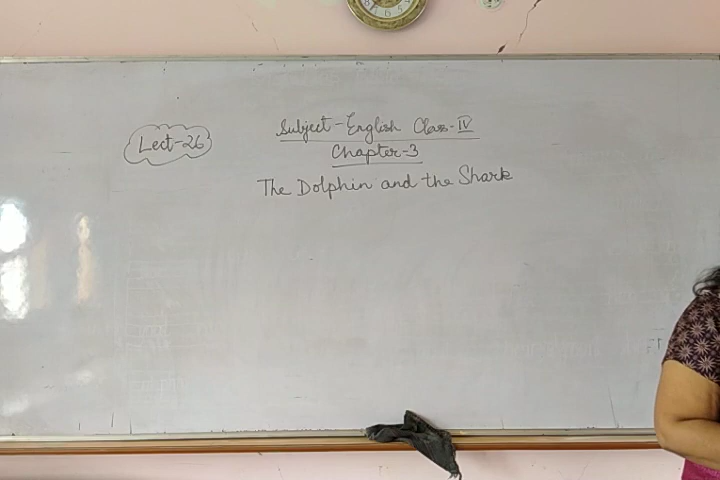 Lect-26
Subject-English Class-IV
Chapter-3
The Dolphin and the Shark